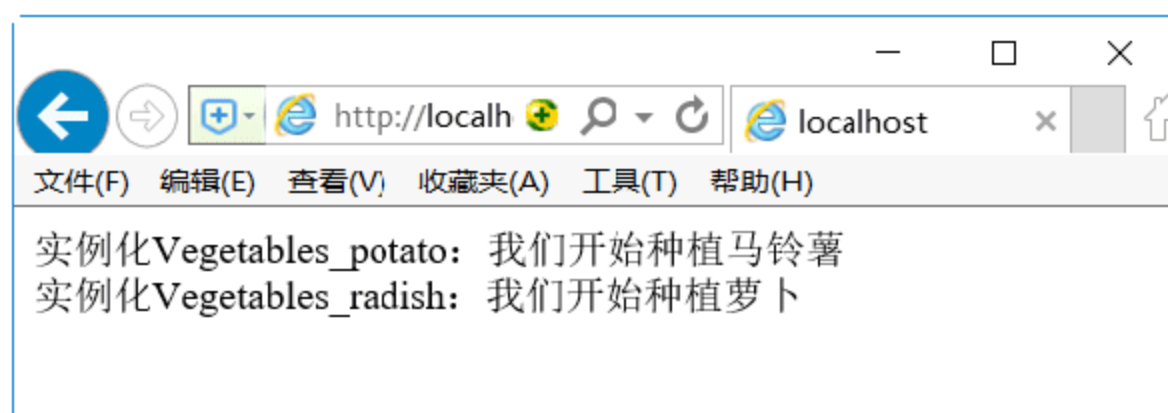 http://localh
localhost
文件(F) 编辑(E) 查看(V) 收藏夹(A) 工具(T) 帮助(H)
实例化Vegetables_potato：我们开始种植马铃薯
实例化Vegetables_radish：我们开始种植萝卜